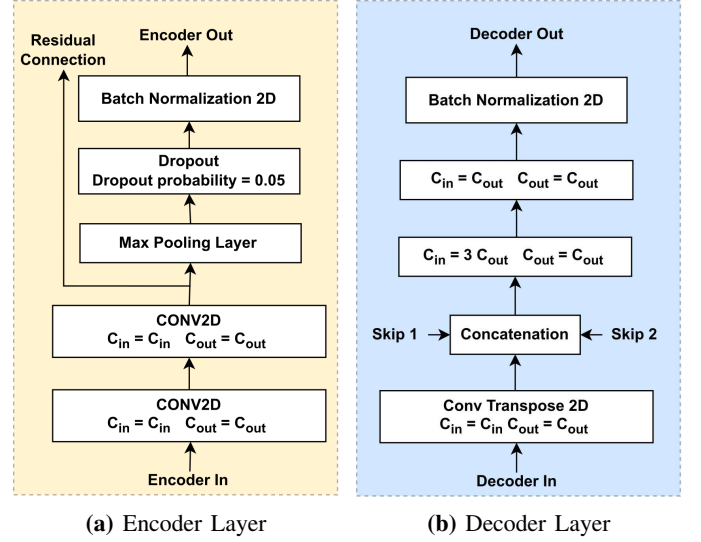 Residual
Connection
Encoder Out
Batch Normalization 2D
Dropout
Dropout probability = 0.05
Max Pooling Layer
CONV2D
C_in = C_in C_out = C_out
CONV2D
C_in = C_in C_out = C_out
Encoder In
(a) Encoder Layer
Decoder Out
Batch Normalization 2D
C_in = C_out C_out = C_out
C_in = 3 C_out C_out = C_out
Skip 1
Concatenation
Skip 2
Conv Transpose 2D
C_in = C_in C_out = C_out
Decoder In
(b) Decoder Layer